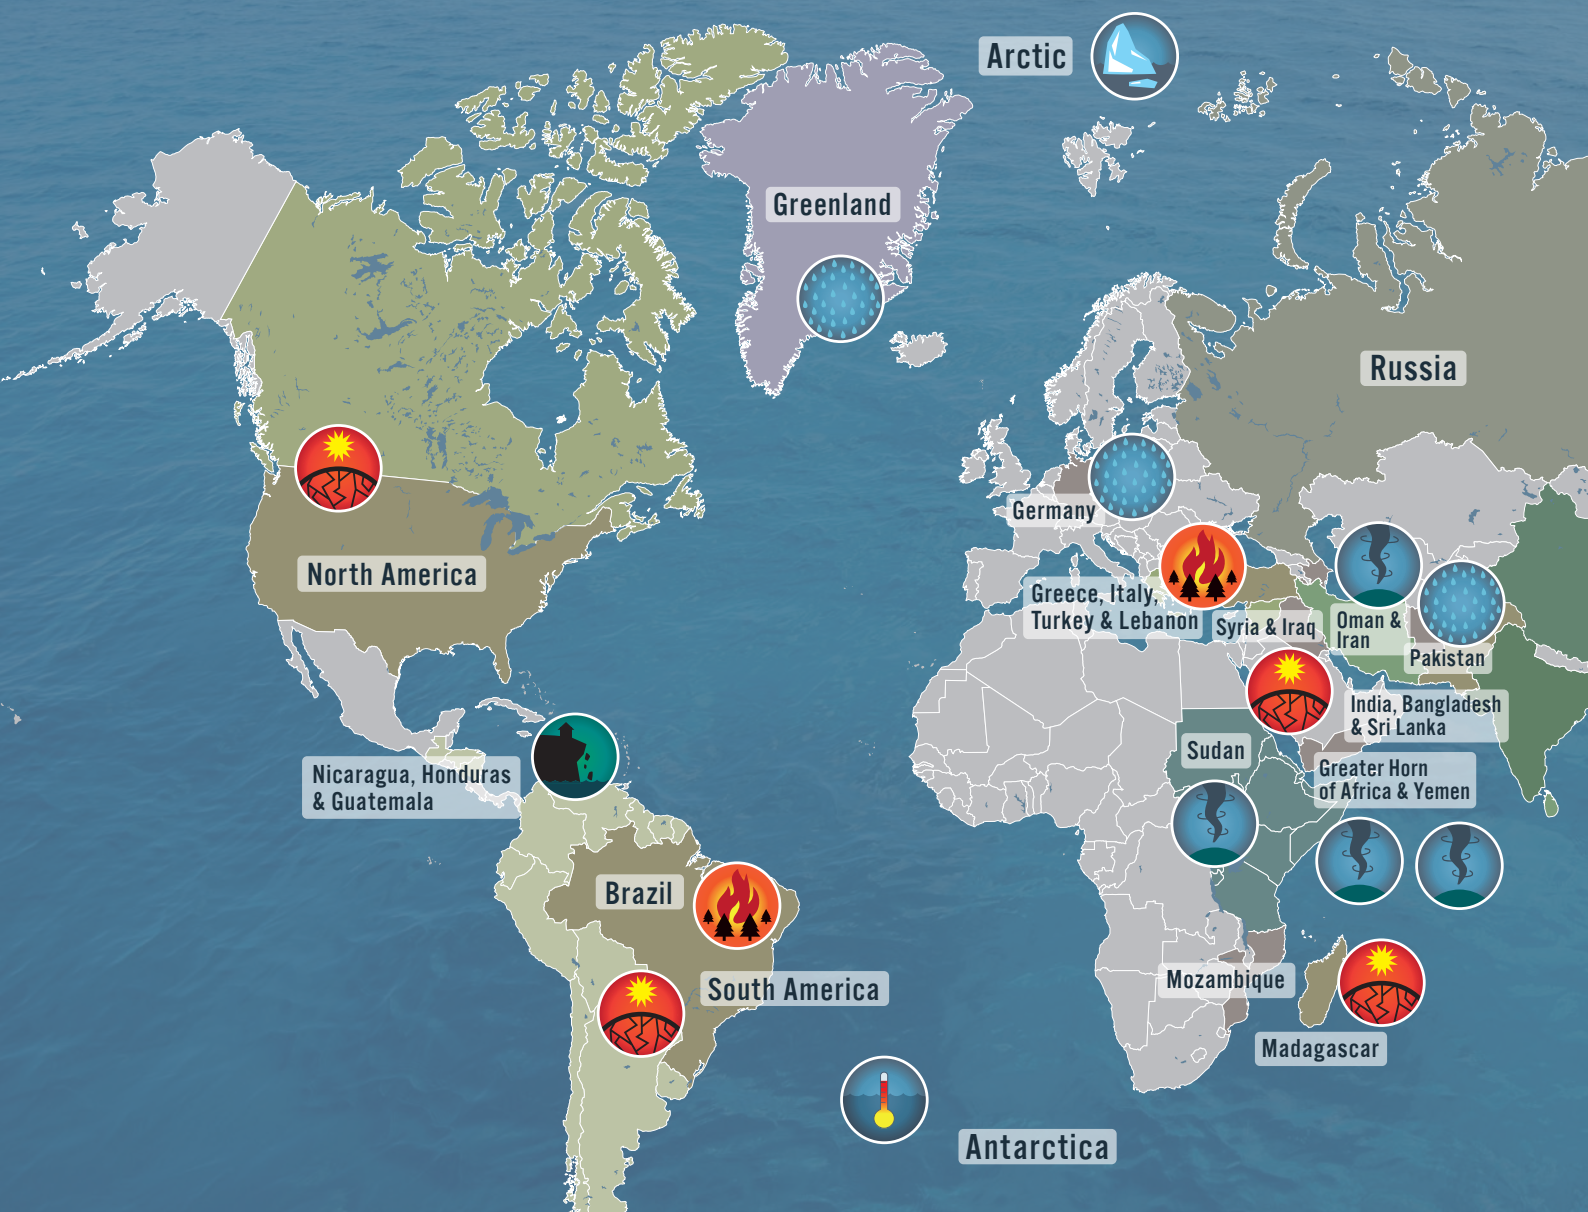 Arctic
Greenland
Russia
Germany
North America
Greece, Italy,
Turkey & Lebanon
Syria & Iraq
Oman &
Iran
Pakistan
India, Bangladesh
& Sri Lanka
Sudan
Nicaragua, Honduras
& Guatemala
Greater Horn
of Africa & Yemen
Brazil
South America
Mozambique
Madagascar
Antarctica